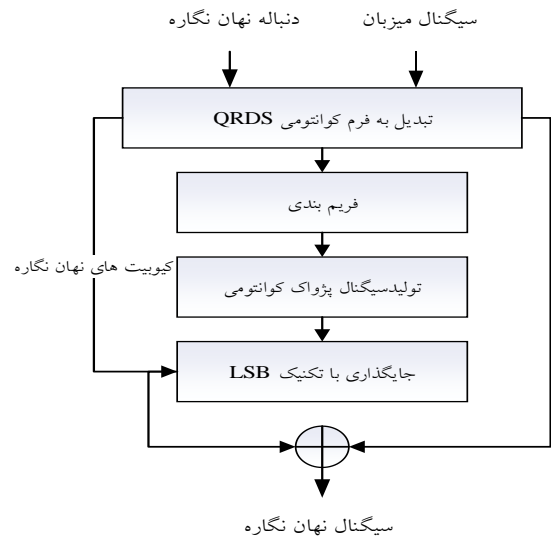 سیگنال میزبان
دنباله نهان نگاره
تبدیل به فرم کوانتومی QRDS
فریم بندی
کیوبیت های نهان نگاره
تولیدسیگنال پژواک کوانتومی
جایگذاری با تکنیک LSB
سیگنال نهان نگاره